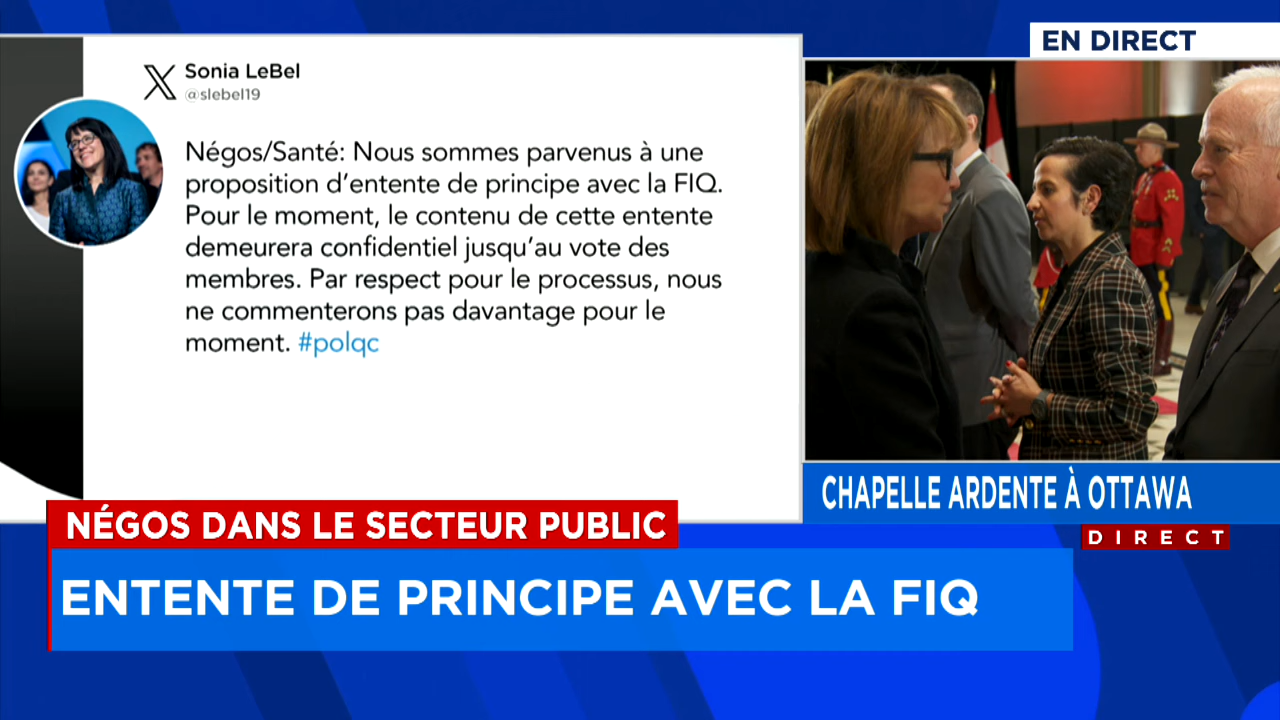 EN DIRECT
Sonia LeBel
@slebel19
Négos/Santé: Nous sommes parvenus à une
proposition d’entente de principe avec la FIQ.
Pour le moment, le contenu de cette entente
demeurera confidentiel jusqu’au vote des
membres. Par respect pour le processus, nous
ne commenterons pas davantage pour le
moment. #polqc
CHAPELLE ARDENTE À OTTAWA
DIRECT
NÉGOS DANS LE SECTEUR PUBLIC
ENTENTE DE PRINCIPE AVEC LA FIQ